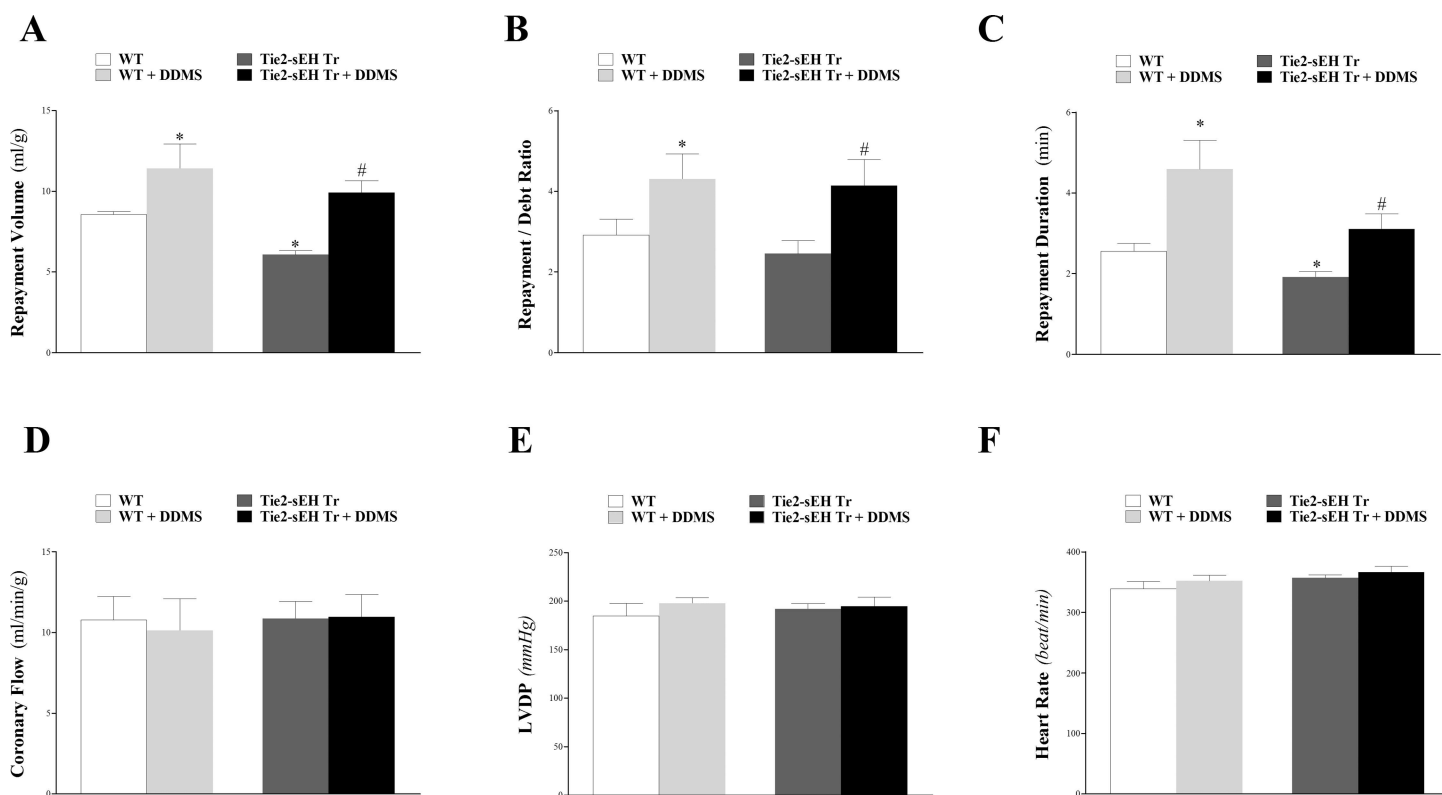 A
WT
Tie2-sEH Tr
WT + DDMS
Tie2-sEH Tr + DDMS
Repayment Volume (ml/g)
15
10
5
0
*
*
#
B
WT
Tie2-sEH Tr
WT + DDMS
Tie2-sEH Tr + DDMS
Repayment / Debt Ratio
6
4
2
0
*
#
C
WT
Tie2-sEH Tr
WT + DDMS
Tie2-sEH Tr + DDMS
Repayment Duration (min)
6
4
2
0
*
*
#
D
WT
Tie2-sEH Tr
WT + DDMS
Tie2-sEH Tr + DDMS
Coronary Flow (ml/min/g)
15
10
5
0
E
WT
Tie2-sEH Tr
WT + DDMS
Tie2-sEH Tr + DDMS
LVDP (mmHg)
250
200
150
100
50
0
F
WT
Tie2-sEH Tr
WT + DDMS
Tie2-sEH Tr + DDMS
Heart Rate (beat/min)
400
300
200
100
0